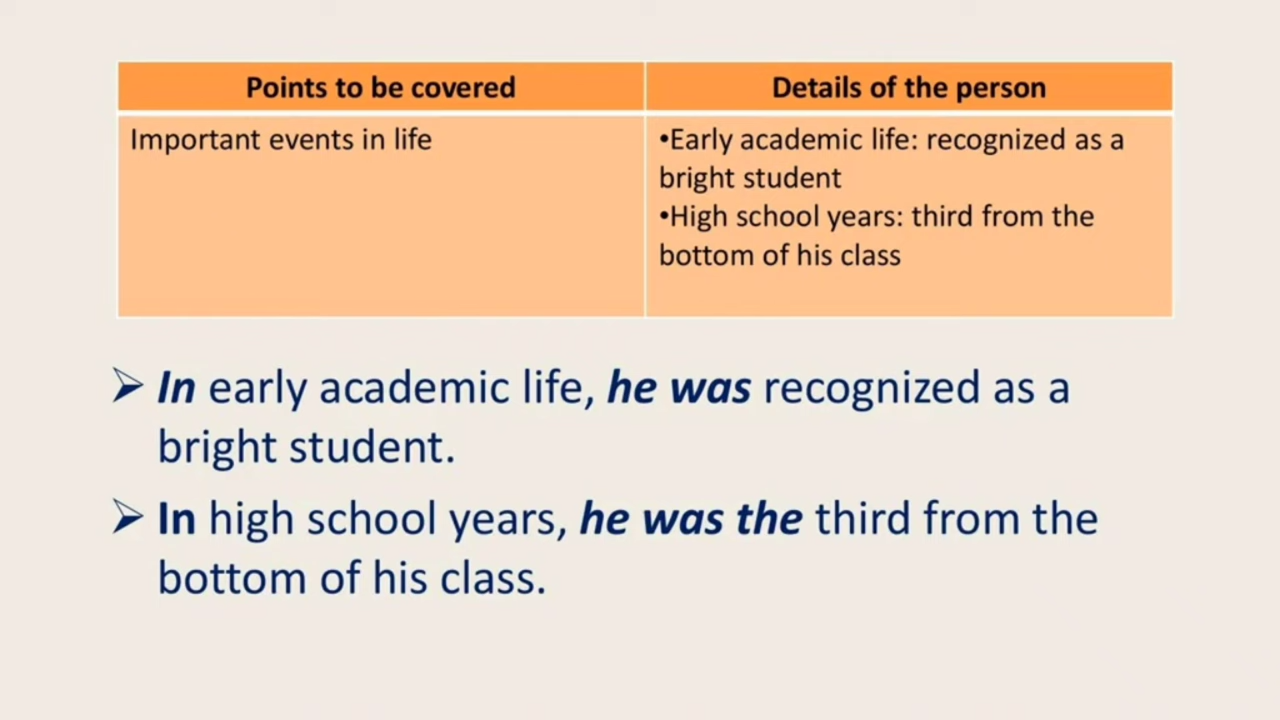 Points to be covered
Details of the person
Important events in life
•Early academic life: recognized as a
bright student
•High school years: third from the
bottom of his class
➢ In early academic life, he was recognized as a
bright student.
➢ In high school years, he was the third from the
bottom of his class.